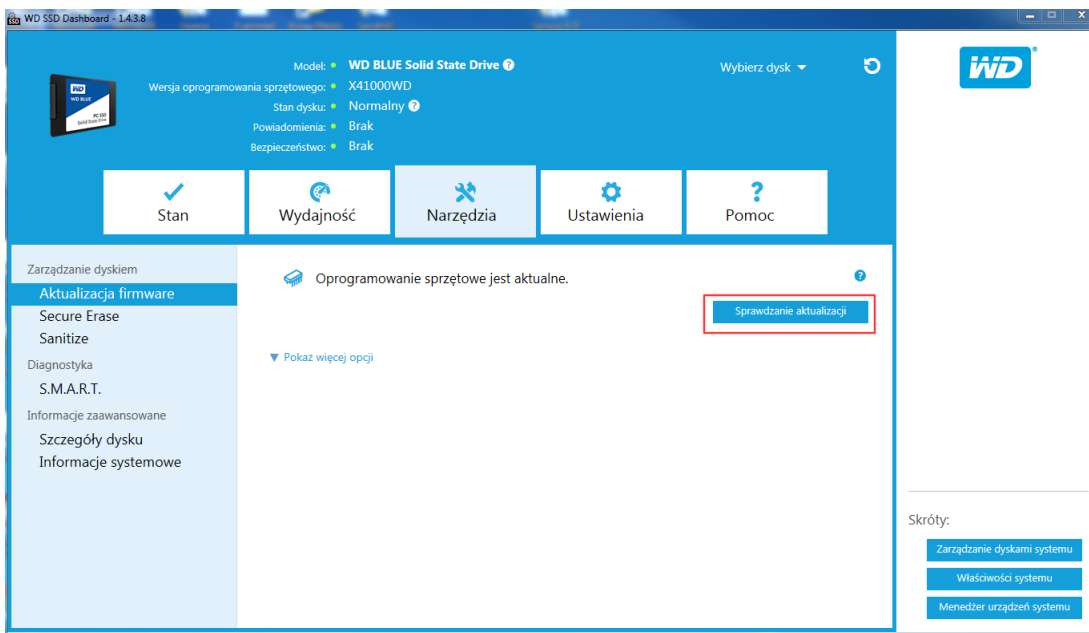 WD SSD Dashboard - 1.4.3.8
WD
WD BLUE
Model: WD BLUE Solid State Drive ?
Wersja oprogramowania sprzętowego: X41000WD
Stan dysku: Normalny ?
Powiadomienia: Brak
Bezpieczeństwo: Brak
Wybierz dysk
WD
Stan
Wydajność
Narzędzia
Ustawienia
Pomoc
Zarządzanie dyskiem
Aktualizacja firmware
Secure Erase
Sanitize
Diagnostyka
S.M.A.R.T.
Informacje zaawansowane
Szczegóły dysku
Informacje systemowe
Oprogramowanie sprzętowe jest aktualne.
Sprawdzanie aktualizacji
Pokaż więcej opcji
Skróty:
Zarządzanie dyskami systemu
Właściwości systemu
Menedżer urządzeń systemu